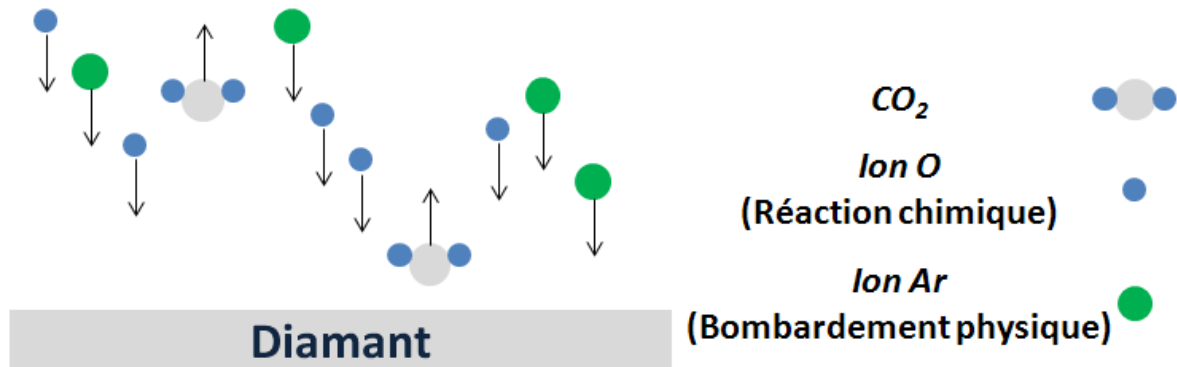 CO₂
Ion O
(Réaction chimique)
Ion Ar
(Bombardement physique)
Diamant